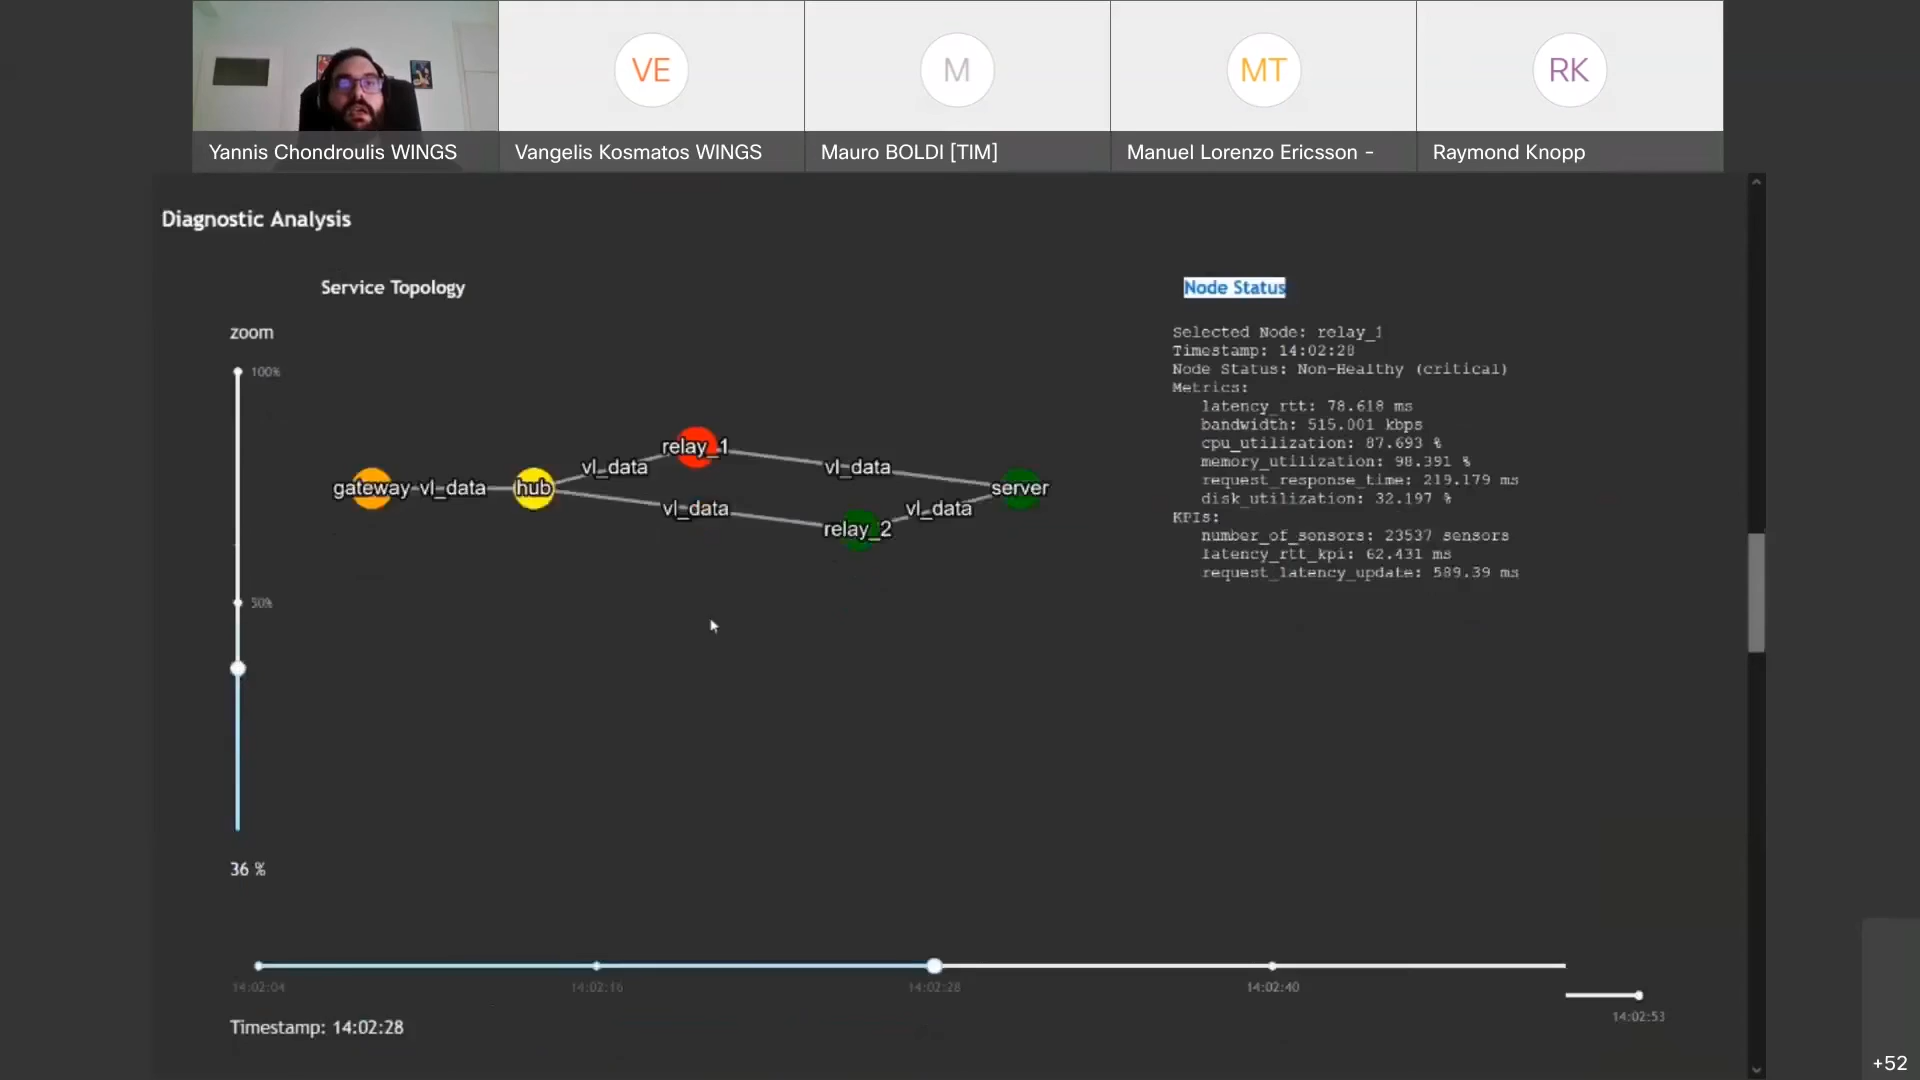 VE
M
MT
RK
Yannis Chondroulis WINGS
Vangelis Kosmatos WINGS
Mauro BOLDI [TIM]
Manuel Lorenzo Ericsson -
Raymond Knopp
Diagnostic Analysis
Service Topology
Node Status
zoom
100%
50%
36 %
relay_1
vl_data
vl_data
gateway
vl_data
hub
server
vl_data
vl_data
relay_2
Selected Node: relay_1
Timestamp: 14:02:28
Node Status: Non-Healthy (critical)
Metrics:
latency_rtt: 78.618 ms
bandwidth: 515.001 kbps
cpu_utilization: 87.693 %
memory_utilization: 98.391 %
request_response_time: 219.179 ms
disk_utilization: 32.197 %
KPIs:
number_of_sensors: 23537 sensors
latency_rtt_kpi: 62.431 ms
request_latency_update: 589.39 ms
14:02:04
14:02:16
14:02:28
14:02:40
14:02:53
Timestamp: 14:02:28
+52